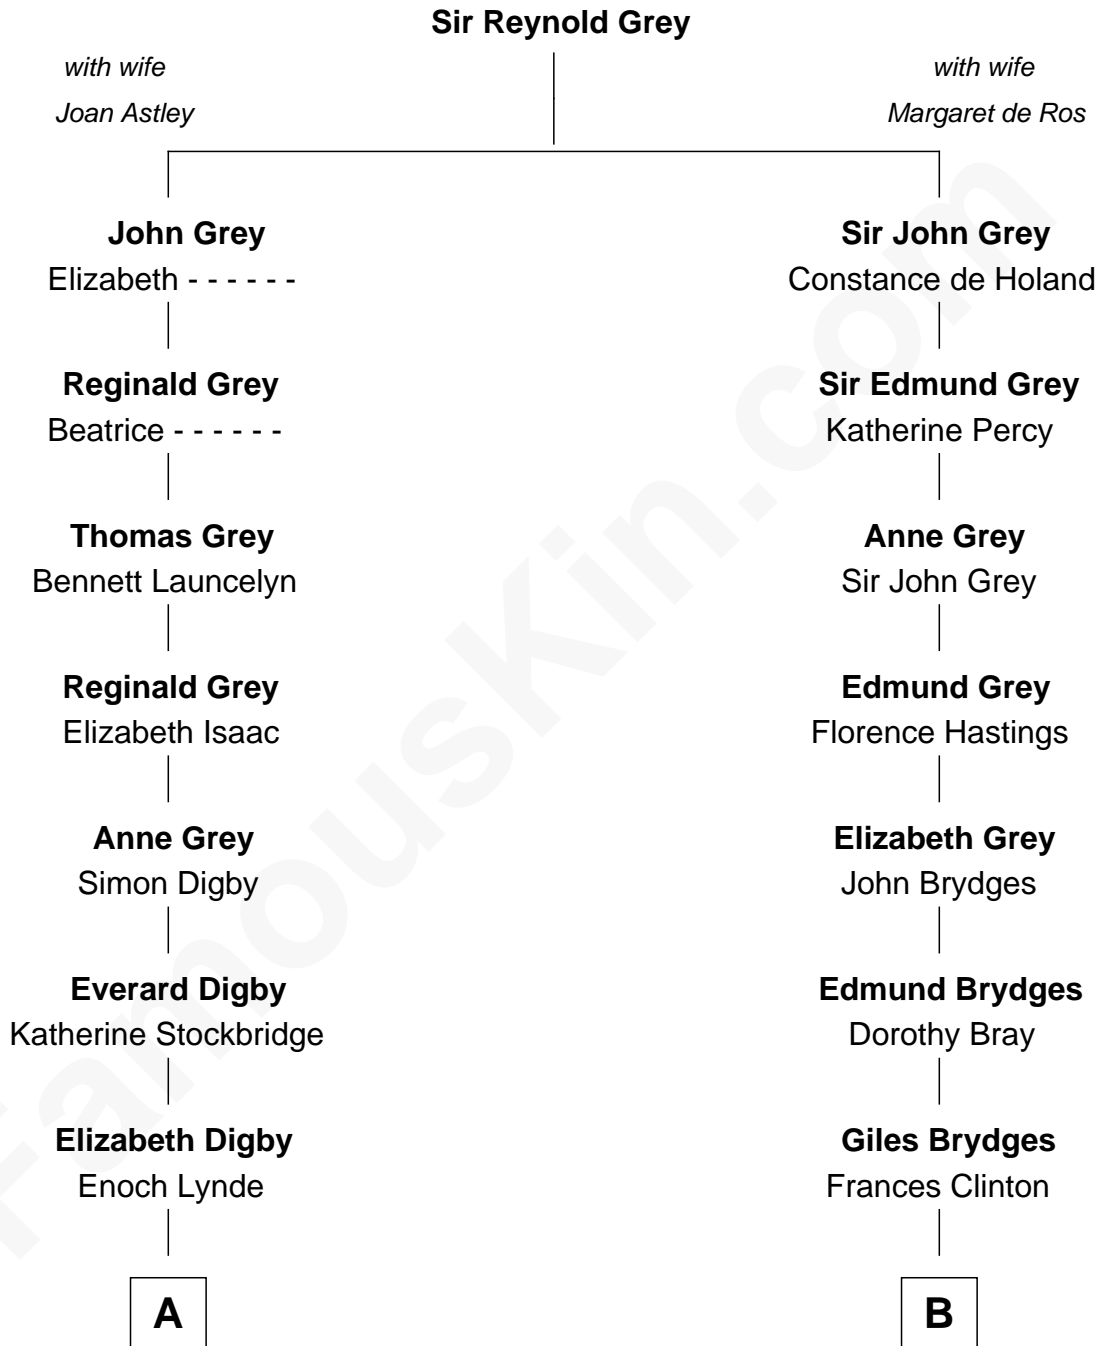 Sir Reynold Grey
with wife
Joan Astley
with wife
Margaret de Ros
John Grey
Elizabeth - - - - - -
Sir John Grey
Constance de Holand
Reginald Grey
Beatrice - - - - - -
Sir Edmund Grey
Katherine Percy
Thomas Grey
Bennett Launcelyn
Anne Grey
Sir John Grey
Reginald Grey
Elizabeth Isaac
Edmund Grey
Florence Hastings
Anne Grey
Simon Digby
Elizabeth Grey
John Brydges
Everard Digby
Katherine Stockbridge
Edmund Brydges
Dorothy Bray
Elizabeth Digby
Enoch Lynde
Giles Brydges
Frances Clinton
A
B
FamousKin.com